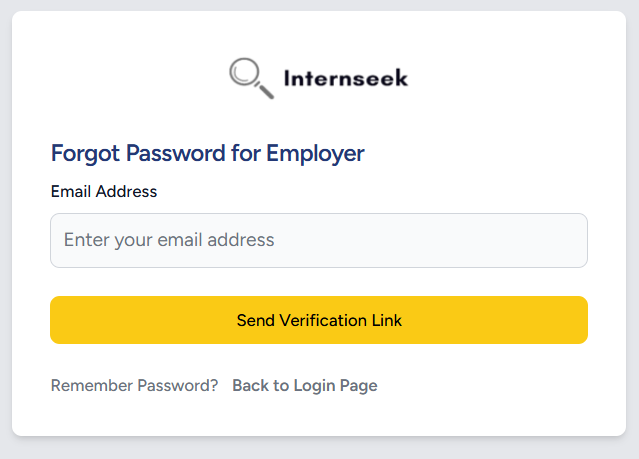 Internseek
Forgot Password for Employer
Email Address
Enter your email address
Send Verification Link
Remember Password? Back to Login Page